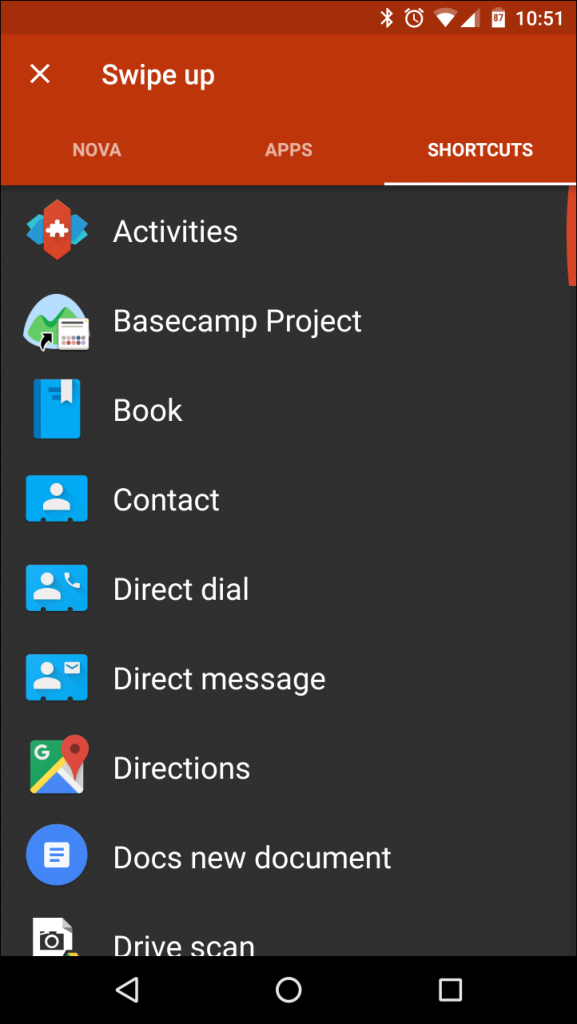 87 10:51
Swipe up
NOVA APPS SHORTCUTS
Activities
Basecamp Project
Book
Contact
Direct dial
Direct message
G Directions
Docs new document
Drive scan